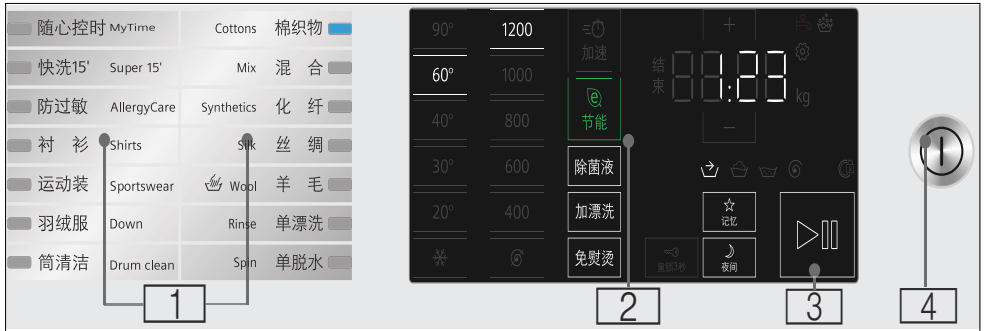 随心控时 MyTime Cottons 棉织物
快洗15' Super 15' Mix 混 合
防过敏 AllergyCare Synthetics 化 纤
衬 衫 Shirts Silk 丝 绸
运动装 Sportswear Wool 羊 毛
羽绒服 Down Rinse 单漂洗
筒清洁 Drum clean Spin 单脱水
90° 1200
60° 1000
40° 800
30° 600
20° 400
加速
e
节能
除菌液
加漂洗
免熨烫
+
结束
1:23
kg
−
记忆
童锁3秒
夜间
1
2
3
4